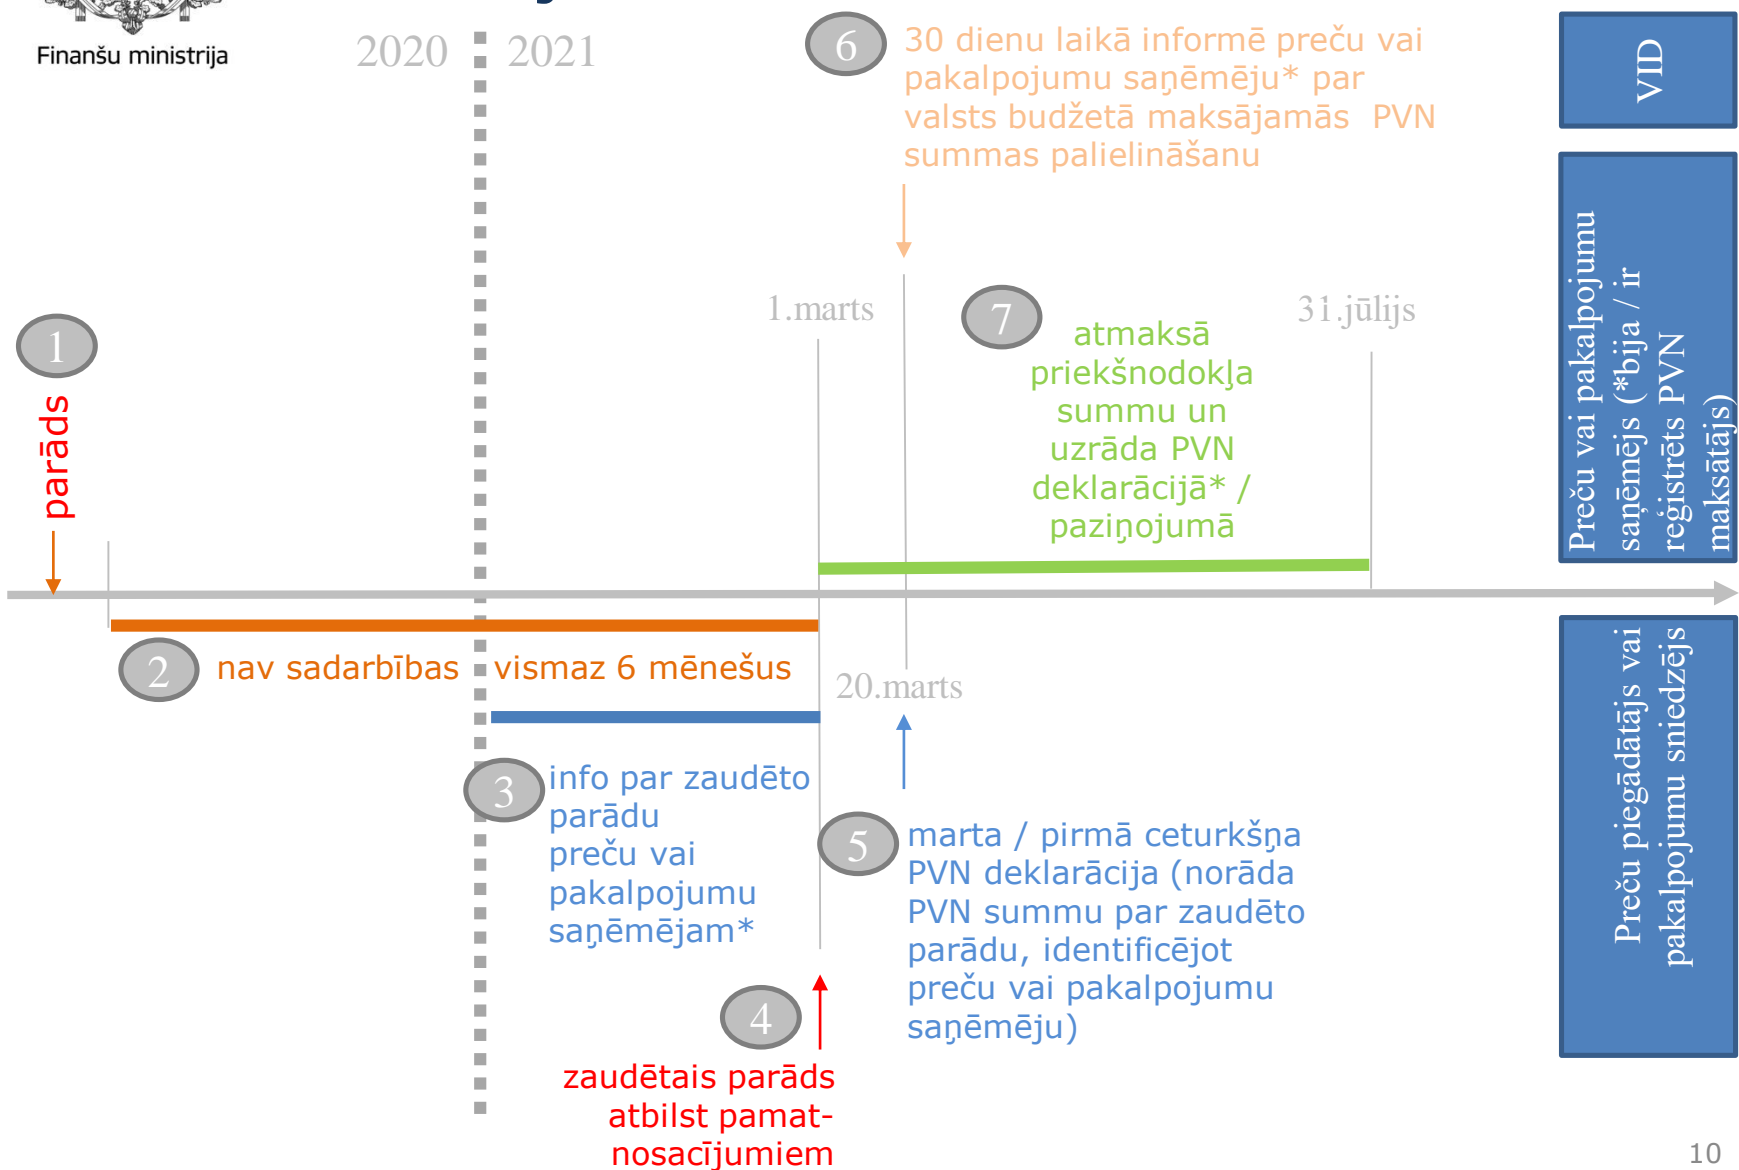 Finanšu ministrija
2020
2021
6
30 dienu laikā informē preču vai
pakalpojumu saņēmēju* par
valsts budžetā maksājamās PVN
summas palielināšanu
VID
Preču vai pakalpojumu
saņēmējs (*bija / ir
reģistrēts PVN
maksātājs)
1
parāds
1.marts
7
atmaksā
priekšnodokļa
summu un
uzrāda PVN
deklarācijā* /
paziņojumā
31.jūlijs
2
nav sadarbības
vismaz 6 mēnešus
20.marts
3
info par zaudēto
parādu
preču vai
pakalpojumu
saņēmējam*
5
marta / pirmā ceturkšņa
PVN deklarācija (norāda
PVN summu par zaudēto
parādu, identificējot
preču vai pakalpojumu
saņēmēju)
4
zaudētais parāds
atbilst pamat-
nosacījumiem
Preču piegādātājs vai
pakalpojumu sniedzējs
10